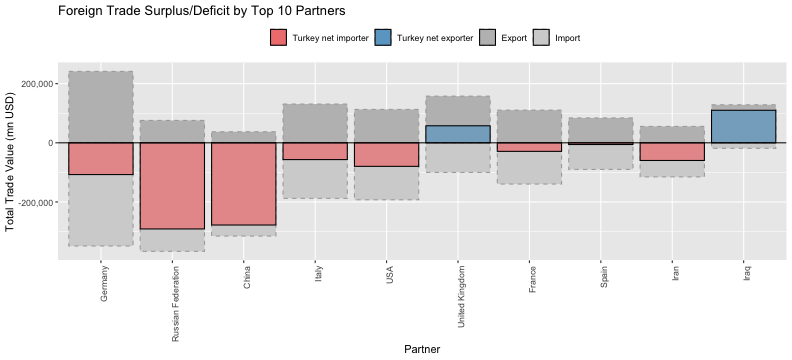 Foreign Trade Surplus/Deficit by Top 10 Partners
Turkey net importer
Turkey net exporter
Export
Import
Total Trade Value (mn USD)
200,000
0
-200,000
Germany
Russian Federation
China
Italy
USA
United Kingdom
France
Spain
Iran
Iraq
Partner